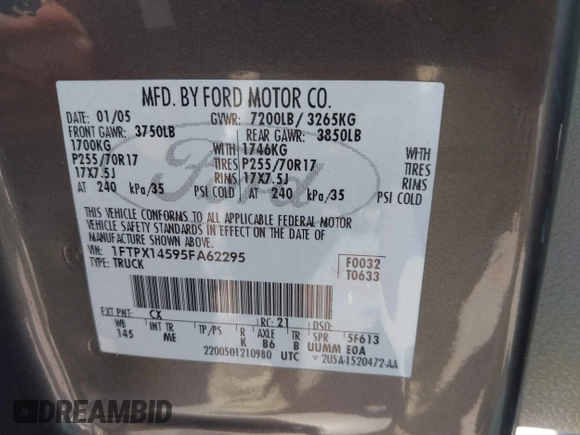 MFD. BY FORD MOTOR CO.
DATE: 01/05 GVWR: 7200LB/ 3265KG
FRONT GAWR: 3750LB REAR GAWR: 3850LB
1700KG WITH 1746KG WITH
P255/70R17 TIRES P255/70R17 TIRES
17X7.5J RIMS 17X7.5J RIMS
AT 240 kPa/35 PSI COLD AT 240 kPa/35 PSI COLD
Ford
THIS VEHICLE CONFORMS TO ALL APPLICABLE FEDERAL MOTOR
VEHICLE SAFETY STANDARDS IN EFFECT ON THE DATE OF
MANUFACTURE SHOWN ABOVE.
VIN: 1FTPX14595FA62295 F0032
TYPE: TRUCK T0633
EXT PNT: CX RC: 21 DSO:
WB INT TR TP/PS R AXLE TR SPR 5F613
145 ME K B6 B UUMM EOA
2200501210980 UTC ▽ 2U5A-1520472-AA
DREAMBID